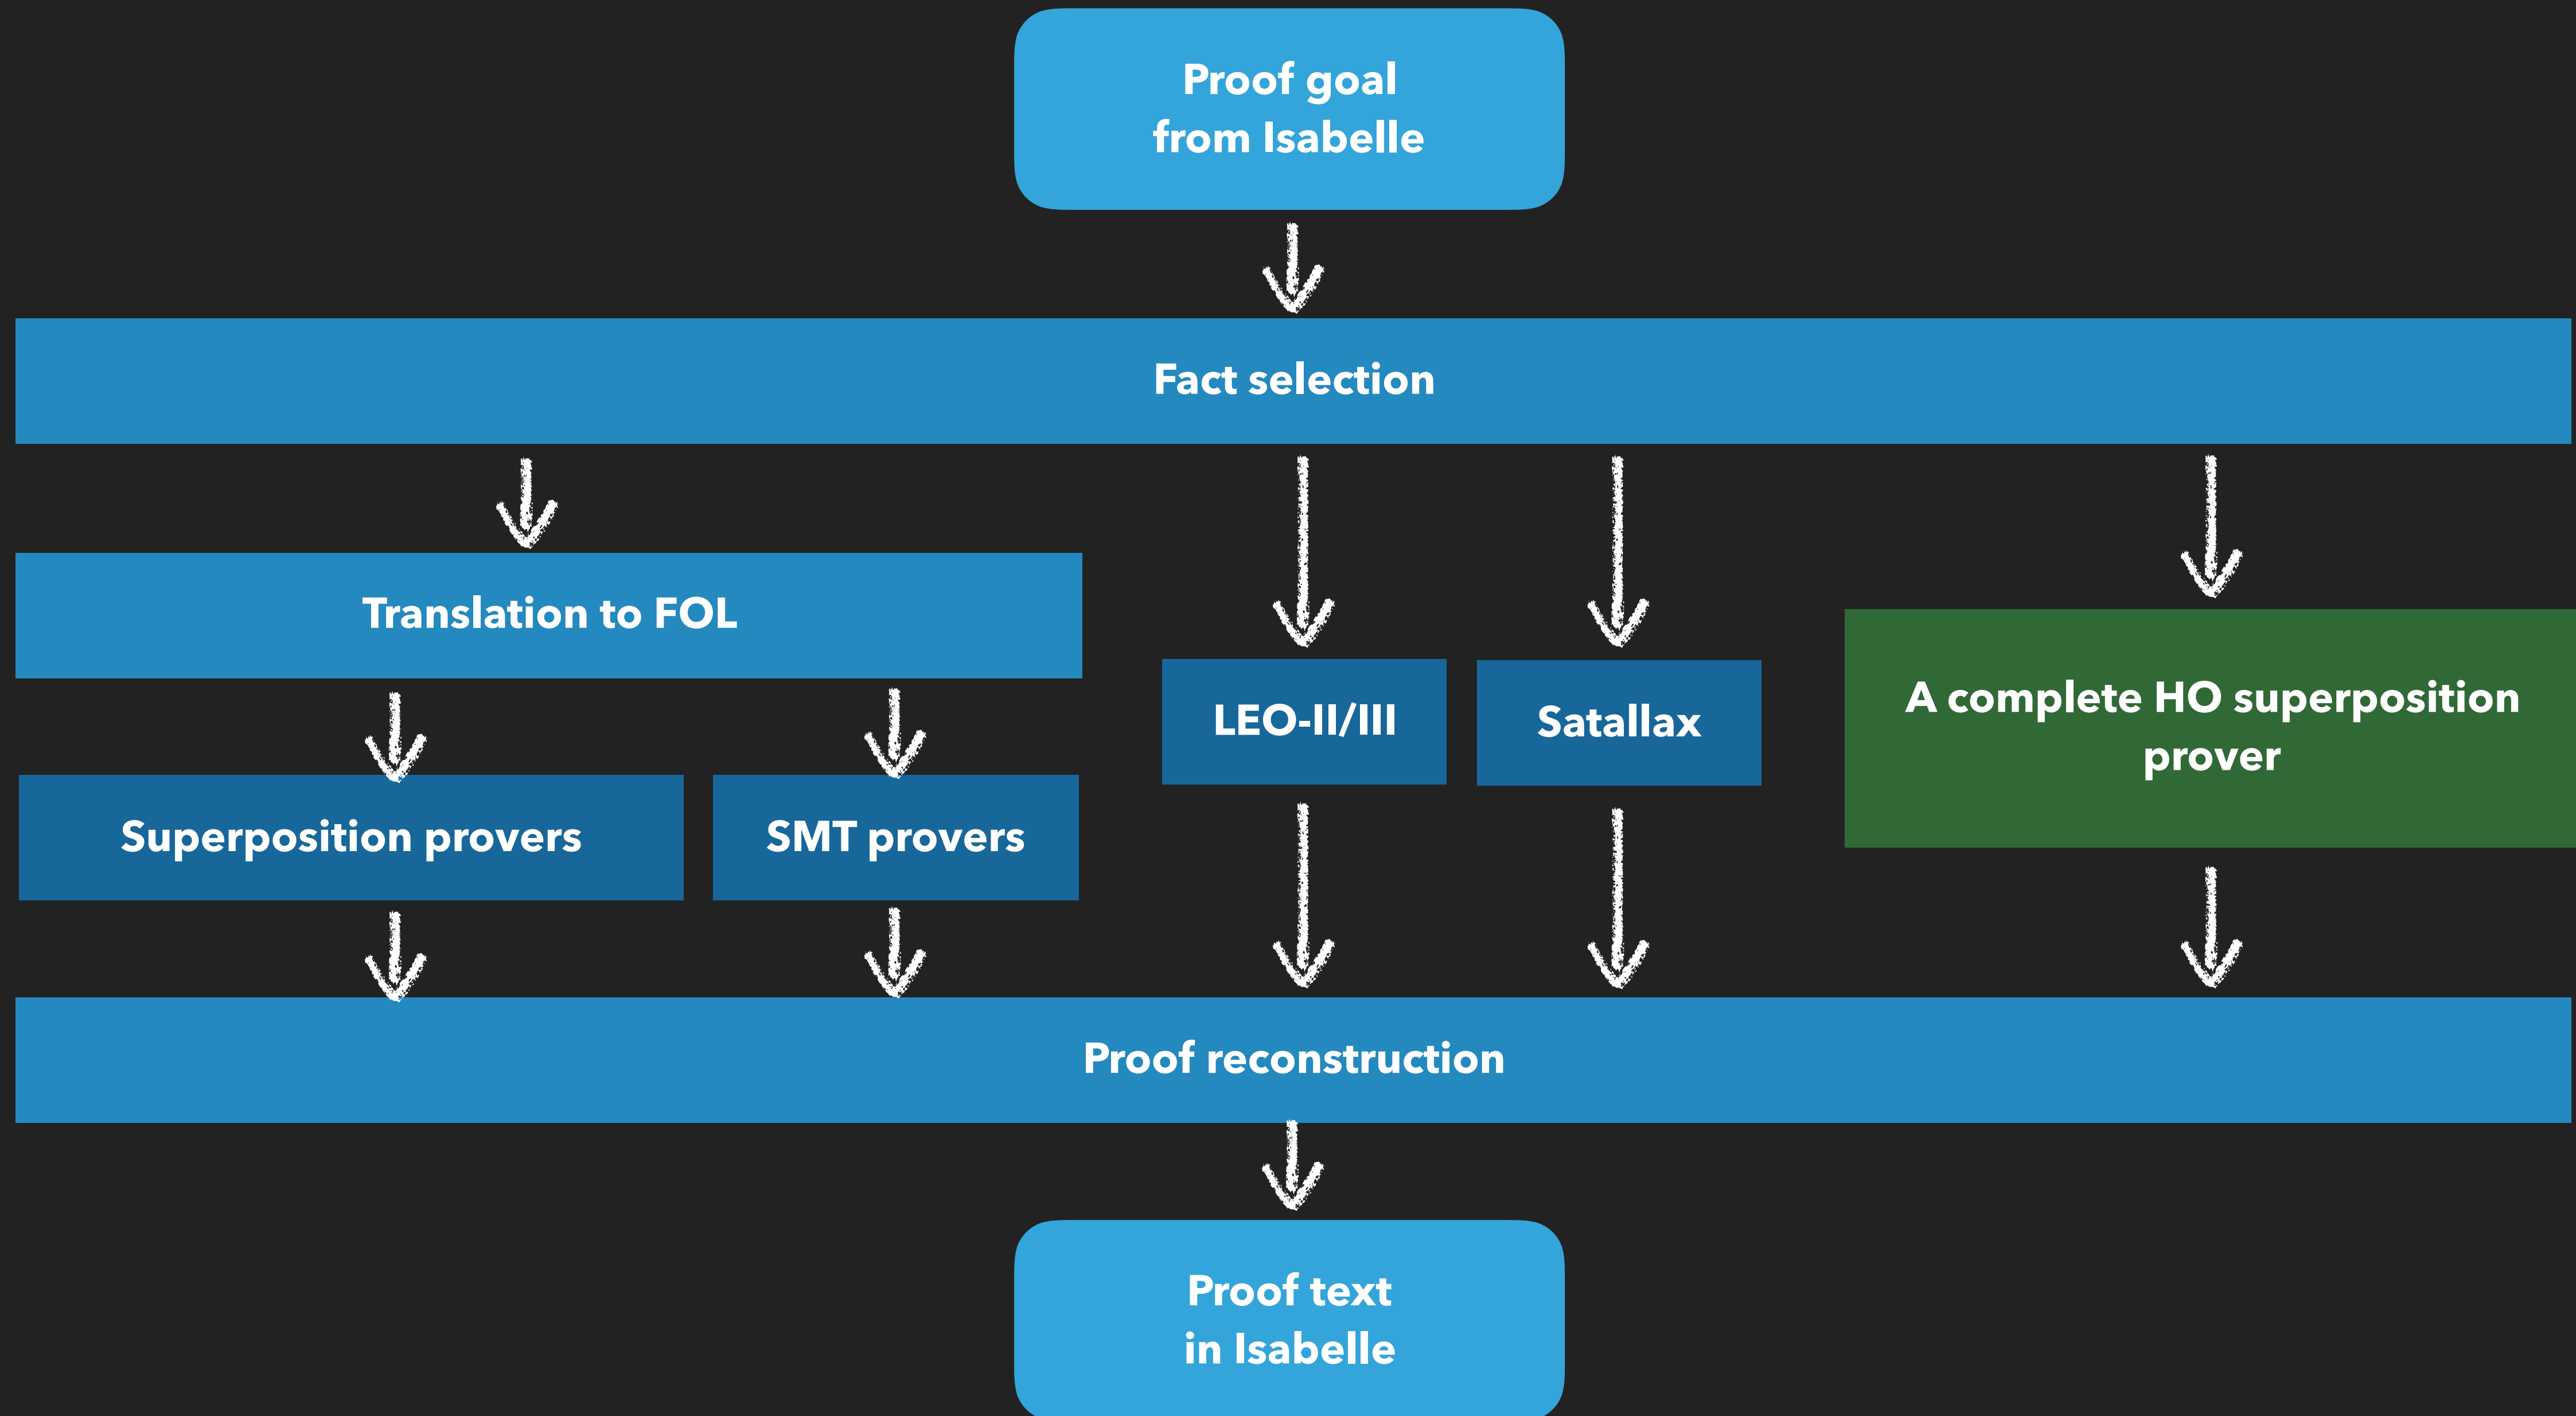 Proof goal
from Isabelle
Fact selection
Translation to FOL
LEO-II/III
Satallax
A complete HO superposition
prover
Superposition provers
SMT provers
Proof reconstruction
Proof text
in Isabelle